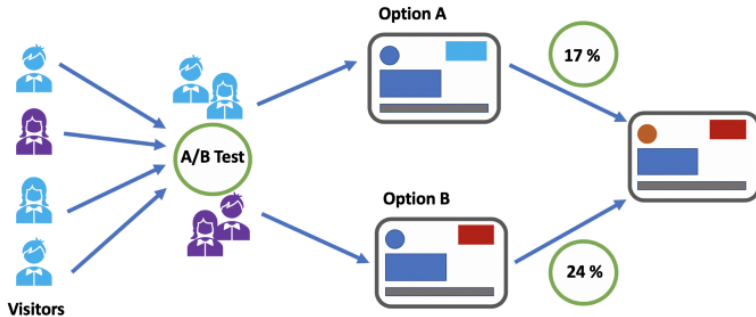 Option A
17 %
A/B Test
Option B
24 %
Visitors